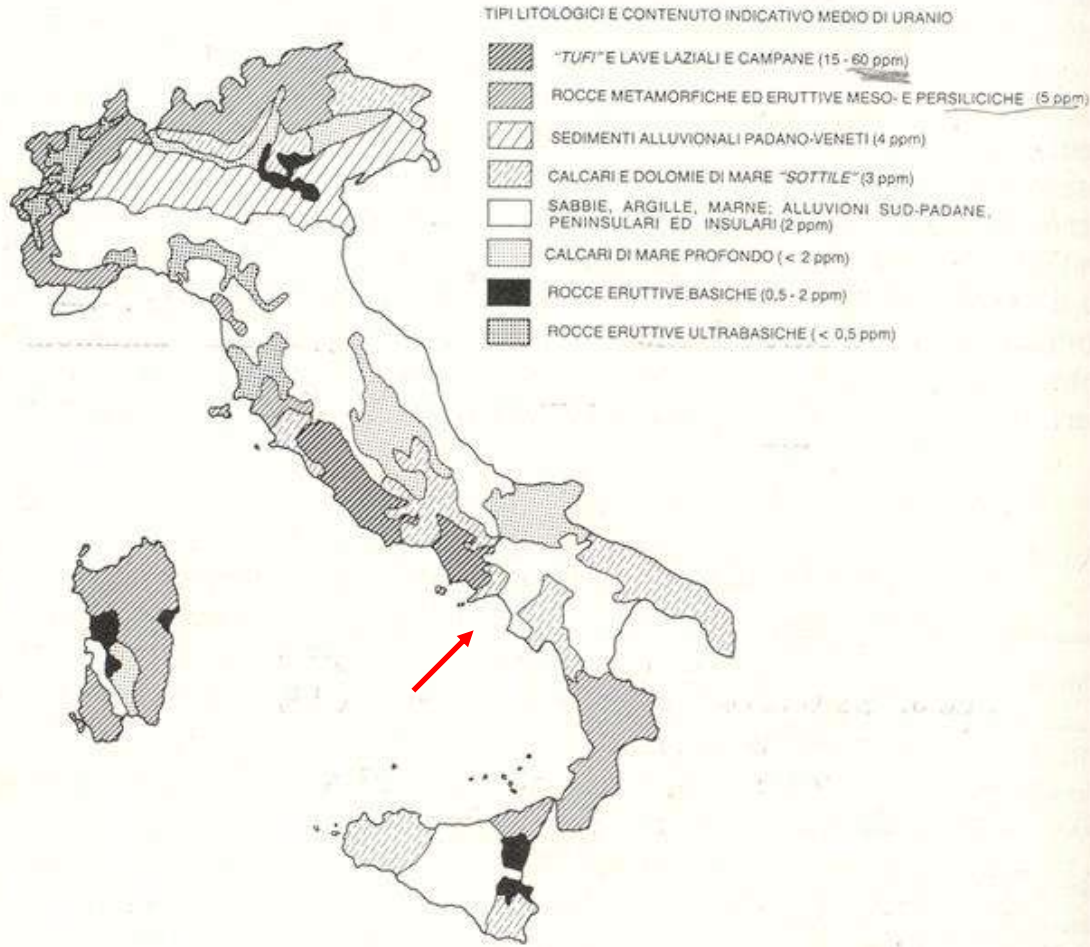 TIPI LITOLOGICI E CONTENUTO INDICATIVO MEDIO DI URANIO
"TUFI" E LAVE LAZIALI E CAMPANE (15 - 60 ppm)
ROCCE METAMORFICHE ED ERUTTIVE MESO- E PERSILICICHE (5 ppm)
SEDIMENTI ALLUVIONALI PADANO-VENETI (4 ppm)
CALCARI E DOLOMIE DI MARE "SOTTILE" (3 ppm)
SABBIE, ARGILLE, MARNE; ALLUVIONI SUD-PADANE,
PENINSULARI ED INSULARI (2 ppm)
CALCARI DI MARE PROFONDO (< 2 ppm)
ROCCE ERUTTIVE BASICHE (0,5 - 2 ppm)
ROCCE ERUTTIVE ULTRABASICHE (< 0,5 ppm)